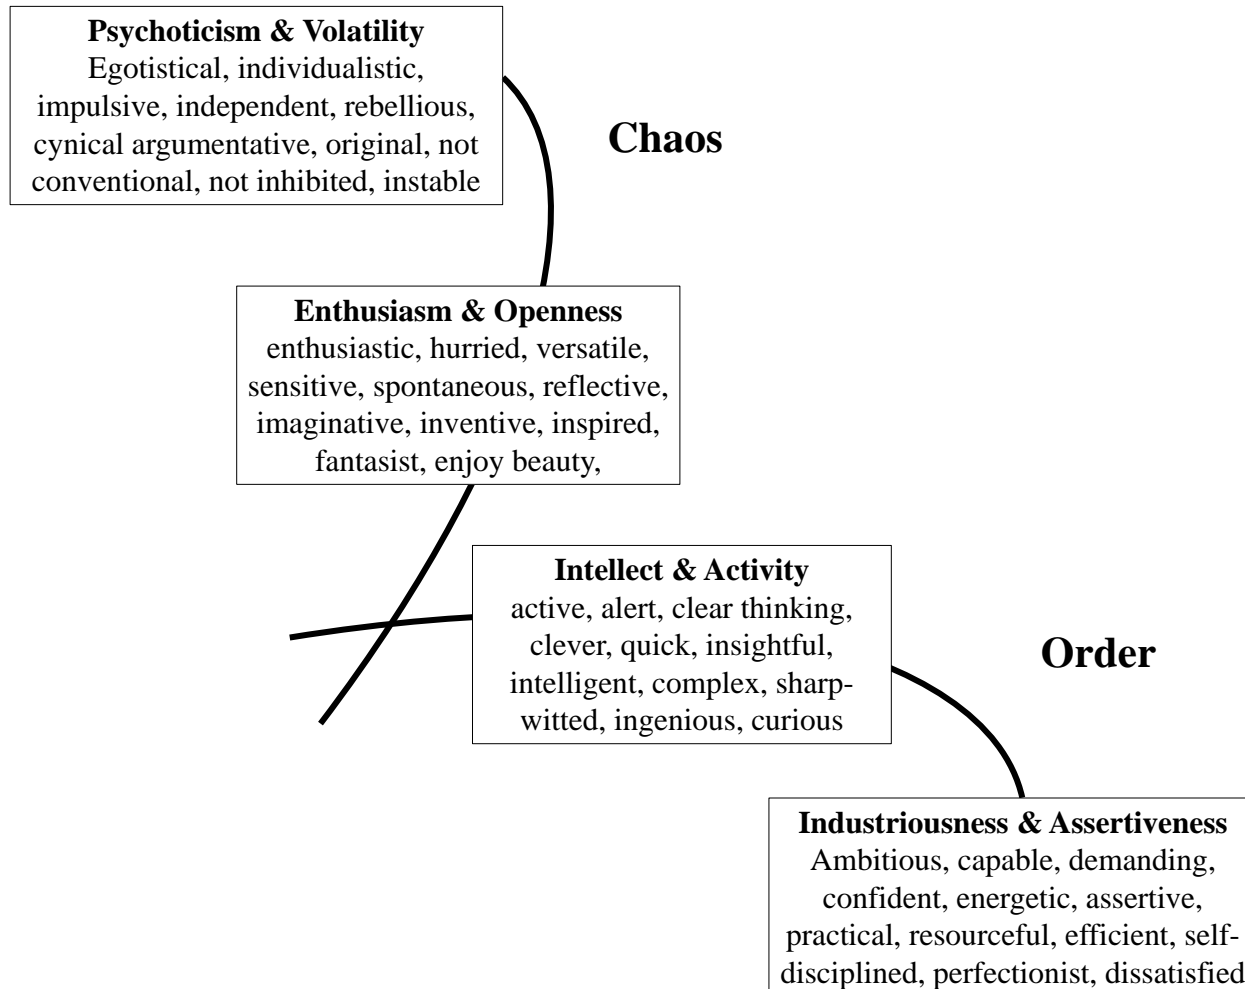 Psychoticism & Volatility
Egotistical, individualistic,
impulsive, independent, rebellious,
cynical argumentative, original, not
conventional, not inhibited, instable
Chaos
Enthusiasm & Openness
enthusiastic, hurried, versatile,
sensitive, spontaneous, reflective,
imaginative, inventive, inspired,
fantasist, enjoy beauty,
Intellect & Activity
active, alert, clear thinking,
clever, quick, insightful,
intelligent, complex, sharp-
witted, ingenious, curious
Order
Industriousness & Assertiveness
Ambitious, capable, demanding,
confident, energetic, assertive,
practical, resourceful, efficient, self-
disciplined, perfectionist, dissatisfied